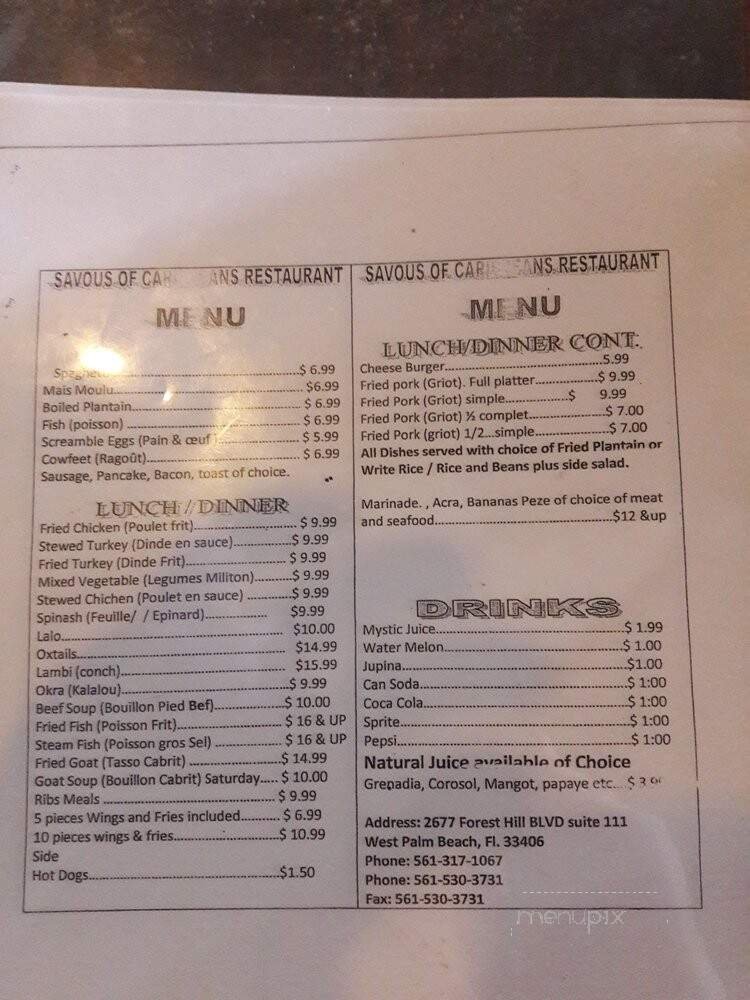 SAVOUS OF CAR ANS RESTAURANT
MENU
Spaghetti.....................................................$ 6.99
Mais Moulu.................................................$6.99
Boiled Plantain............................................$ 6.99
Fish (poisson) .............................................$ 6.99
Screamble Eggs (Pain & œuf )......................$ 5.99
Cowfeet (Ragoût)........................................$ 6.99
Sausage, Pancake, Bacon, toast of choice.
LUNCH // DINNER
Fried Chicken (Poulet frit)......................... $ 9.99
Stewed Turkey (Dinde en sauce)..............$ 9.99
Fried Turkey (Dinde Frit)......................... $ 9.99
Mixed Vegetable (Legumes Militon)..........$ 9.99
Stewed Chichen (Poulet en sauce) ............$ 9.99
Spinash (Feuille/ / Epinard)............... $9.99
Lalo...................................................... $10.00
Oxtails.................................................. $14.99
Lambi (conch)....................................... $15.99
Okra (Kalalou)..........................................$ 9.99
Beef Soup (Bouillon Pied Bef)..................$ 10.00
Fried Fish (Poisson Frit)........................... $ 16 & UP
Steam Fish (Poisson gros Sel) .................. $ 16 & UP
Fried Goat (Tasso Cabrit) .......................$ 14.99
Goat Soup (Bouillon Cabrit) Saturday..... $ 10.00
Ribs Meals ........................................... $ 9.99
5 pieces Wings and Fries included.......... $ 6.99
10 pieces wings & fries..........................$ 10.99
Side
Hot Dogs..............................................$1.50
SAVOUS OF CARI ANS.RESTAURANT
MENU
LUNCH/DINNER CONT.
Cheese Burger......................................5.99
Fried pork (Griot). Full platter...............$ 9.99
Fried Pork (Griot) simple...............$ 9.99
Fried Pork (Griot) ½ complet................$ 7.00
Fried Pork (griot) 1/2...simple................$ 7.00
All Dishes served with choice of Fried Plantain or
Write Rice / Rice and Beans plus side salad.
Marinade. , Acra, Bananas Peze of choice of meat
and seafood...........................................$12 &up
DRINKS
Mystic Juice..............................................$ 1.99
Water Melon............................................$ 1.00
Jupina.......................................................$1.00
Can Soda...................................................$ 1:00
Coca Cola..................................................$ 1:00
Sprite........................................................$ 1:00
Pepsi.........................................................$ 1:00
Natural Juice available of Choice
Grenadia, Corosol, Mangot, papaye etc... $
Address: 2677 Forest Hill BLVD suite 111
West Palm Beach, Fl. 33406
Phone: 561-317-1067
Phone: 561-530-3731
Fax: 561-530-3731
menupix